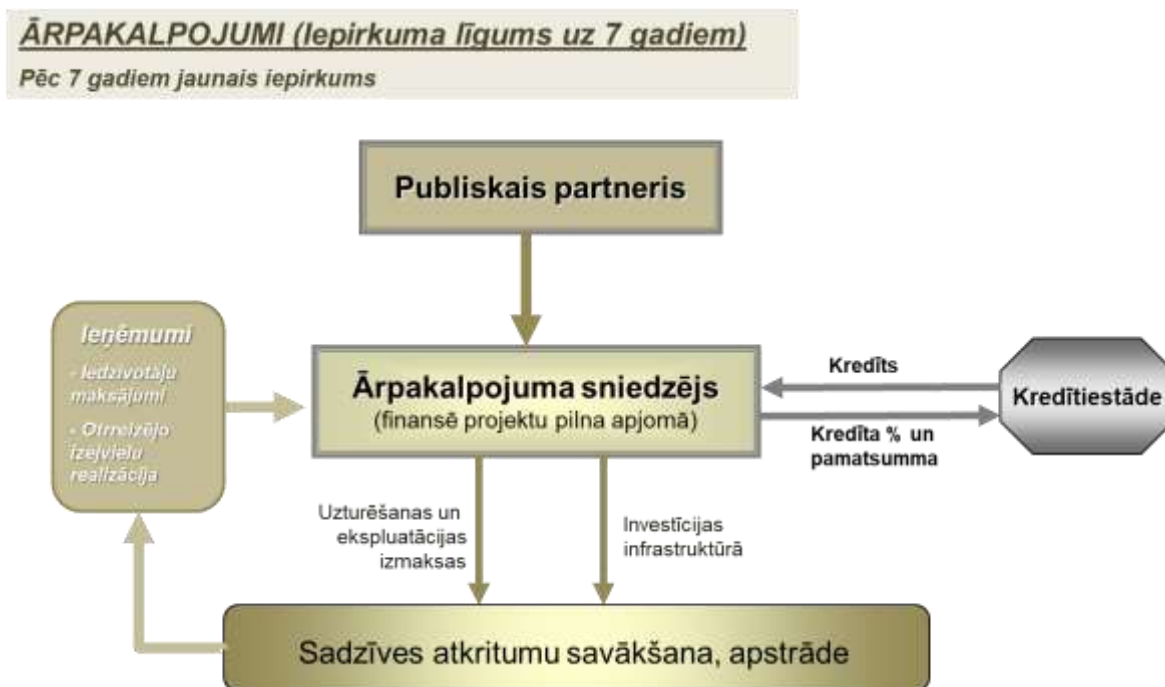 ĀRPAKALPOJUMI (Iepirkuma līgums uz 7 gadiem)
Pēc 7 gadiem jaunais iepirkums
Publiskais partneris
Ieņēmumi
- Iedzīvotāju
maksājumi
- Otrreizējo
izejvielu
realizācija
Ārpakalpojuma sniedzējs
(finansē projektu pilna apjomā)
Kredīts
Kredīta % un
pamatsumma
Kredītiestāde
Uzturēšanas un
ekspluatācijas
izmaksas
Investīcijas
infrastruktūrā
Sadzīves atkritumu savākšana, apstrāde